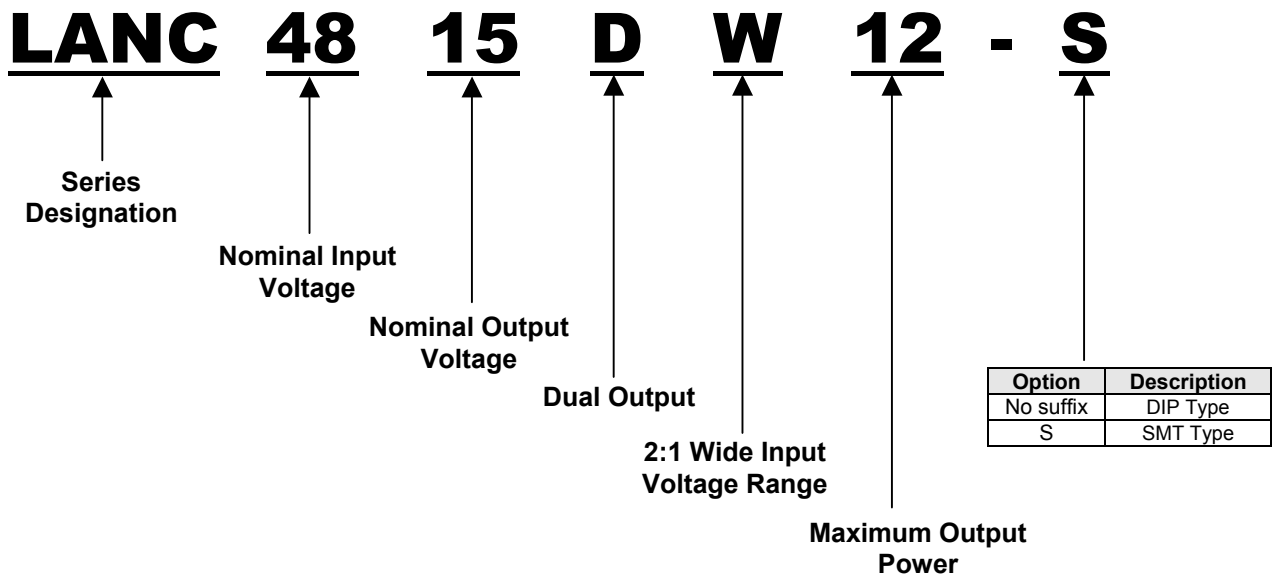 LANC 48 15 D W 12 - S
Series
Designation
Nominal Input
Voltage
Nominal Output
Voltage
Dual Output
2:1 Wide Input
Voltage Range
Maximum Output
Power
Option Description
No suffix DIP Type
S SMT Type